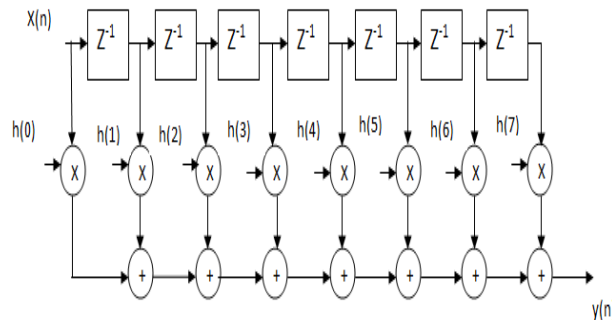 X(n)
Z-1 Z-1 Z-1 Z-1 Z-1 Z-1 Z-1
h(0) h(1) h(2) h(3) h(4) h(5) h(6) h(7)
X X X X X X X X
+ + + + + + +
y(n